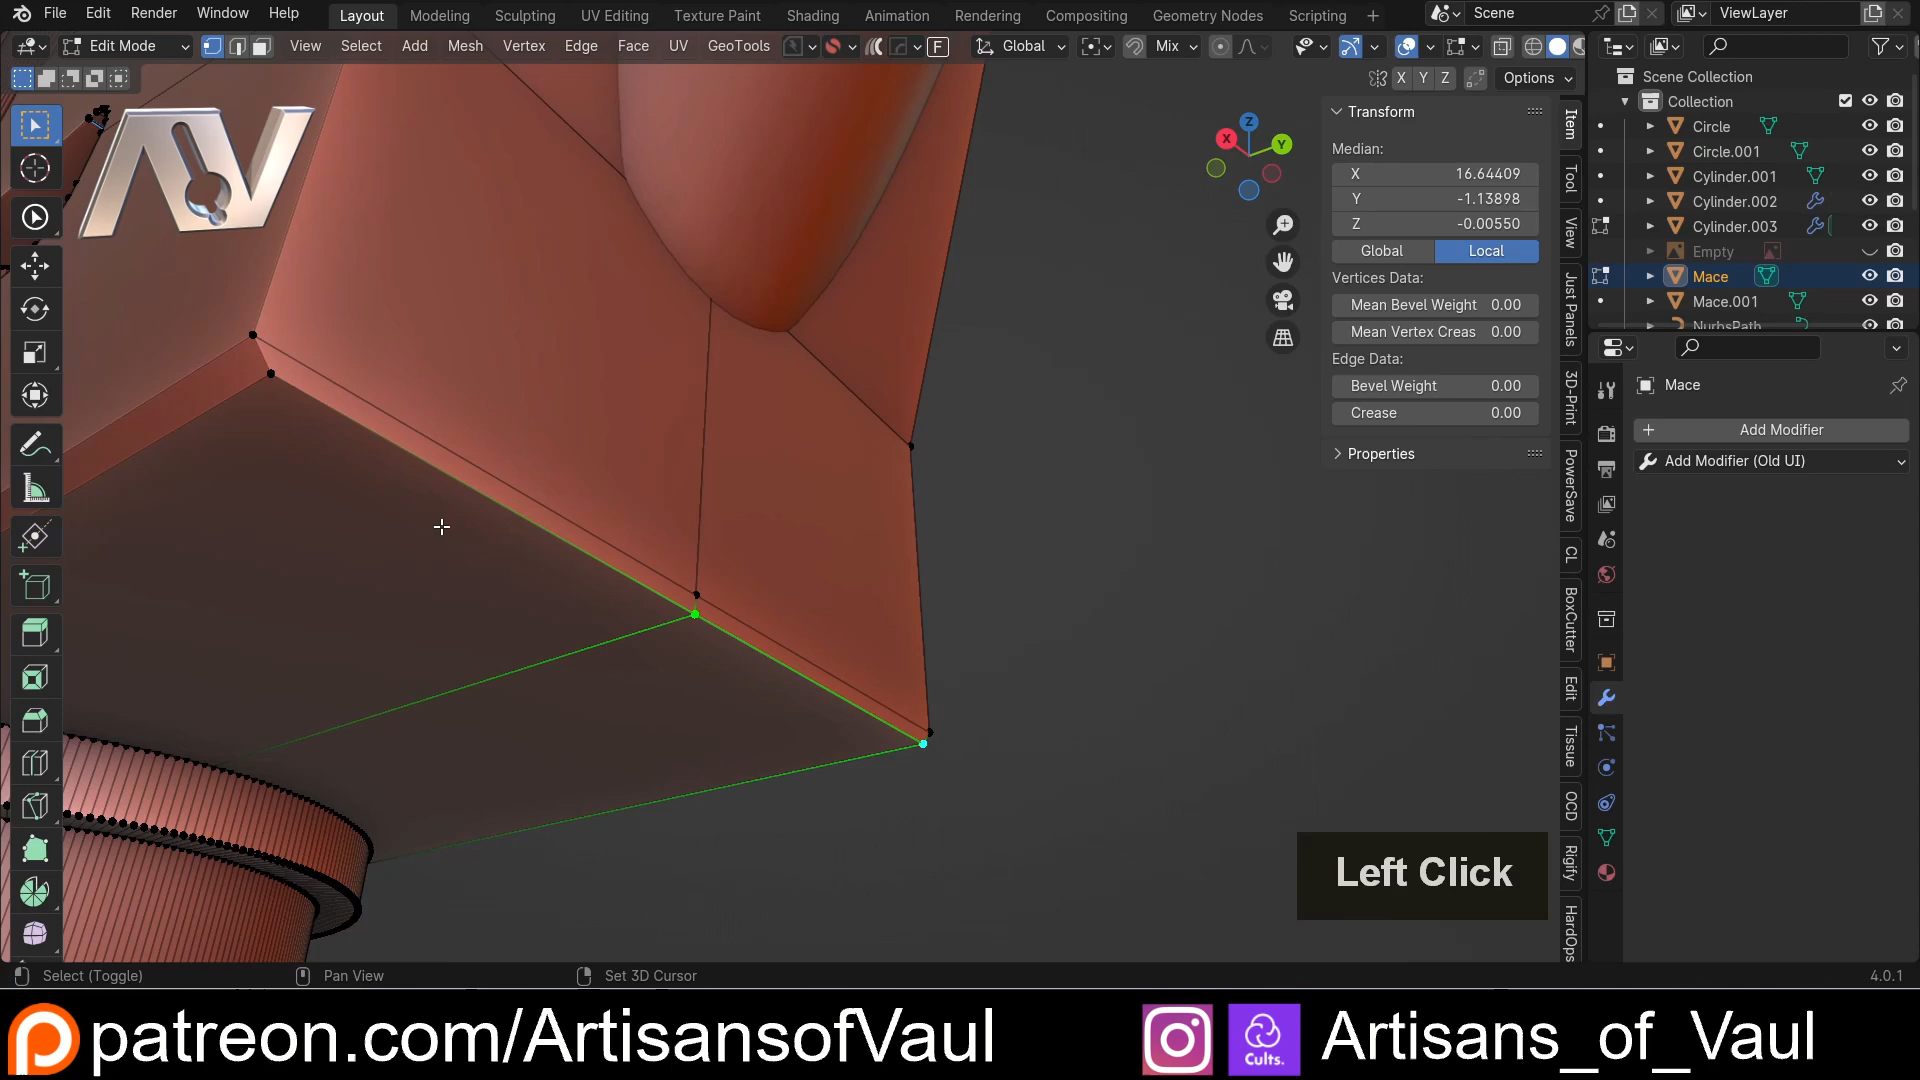 File Edit Render Window Help Layout Modeling Sculpting UV Editing Texture Paint Shading Animation Rendering Compositing Geometry Nodes Scripting + Scene ViewLayer
Edit Mode View Select Add Mesh Vertex Edge Face UV GeoTools F Global Mix
X Y Z Options
Transform
Median:
X 16.64409
Y -1.13898
Z -0.00550
Global Local
Vertices Data:
Mean Bevel Weight 0.00
Mean Vertex Creas 0.00
Edge Data:
Bevel Weight 0.00
Crease 0.00
Properties
Z
X
Y
Item
Tool
View
Just Panels
3D-Print
PowerSave
CL
BoxCutter
Edit
Tissue
OCD
Rigify
HardOps
Scene Collection
Collection
Circle
Circle.001
Cylinder.001
Cylinder.002
Cylinder.003
Empty
Mace
Mace.001
NurbsPath
Mace
Add Modifier
Add Modifier (Old UI)
AV
Left Click
Select (Toggle) Pan View Set 3D Cursor 4.0.1
patreon.com/ArtisansofVaul
Cults.
Artisans_of_Vaul